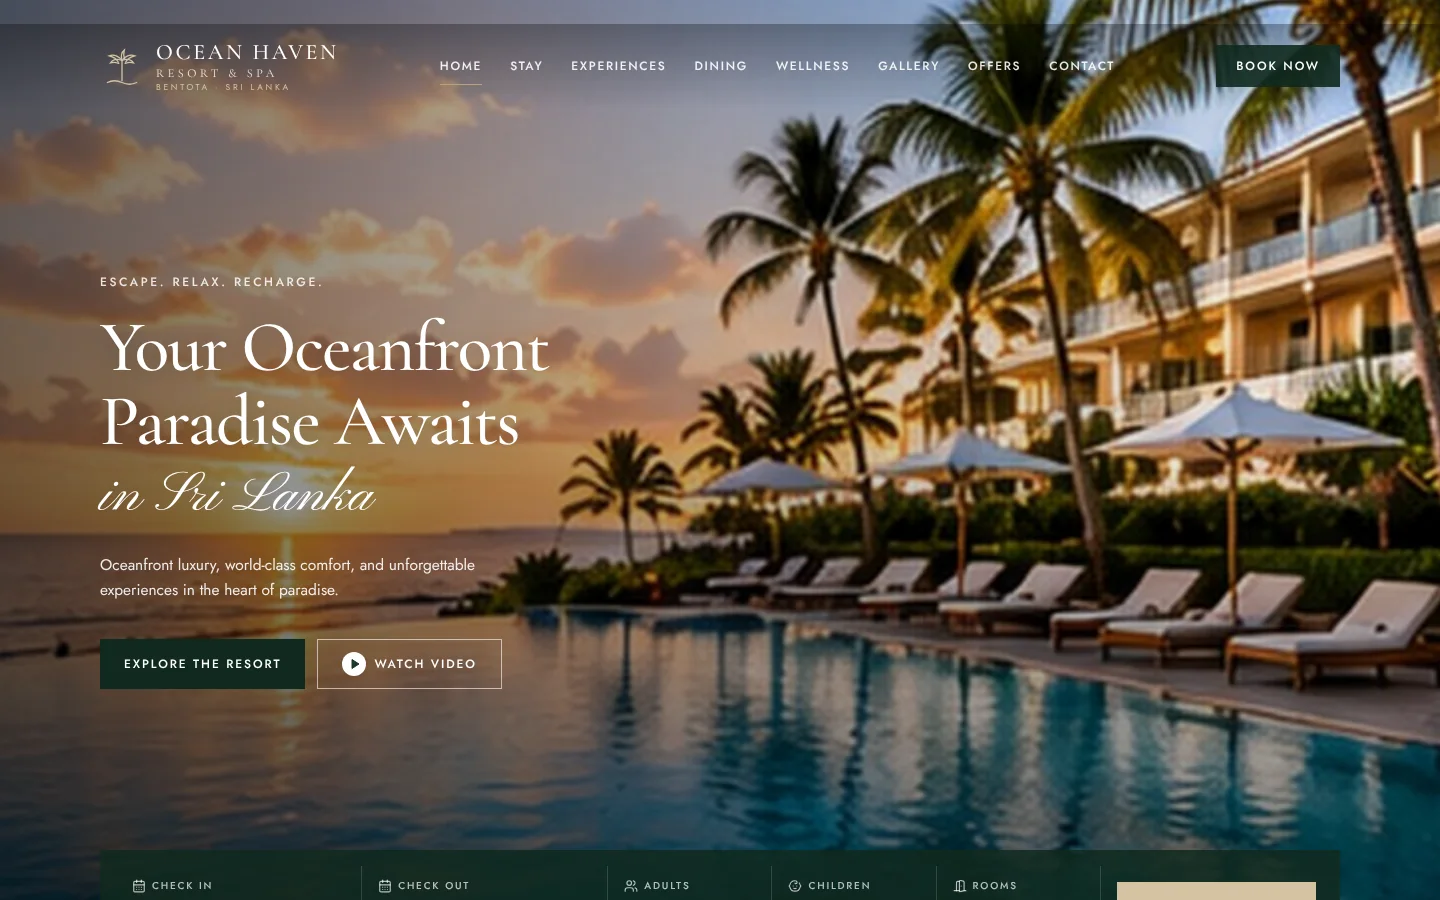 OCEAN HAVEN
RESORT & SPA
BENTOTA · SRI LANKA
HOME
STAY
EXPERIENCES
DINING
WELLNESS
GALLERY
OFFERS
CONTACT
BOOK NOW
ESCAPE. RELAX. RECHARGE.
Your Oceanfront
Paradise Awaits
in Sri Lanka
Oceanfront luxury, world-class comfort, and unforgettable
experiences in the heart of paradise.
EXPLORE THE RESORT
WATCH VIDEO
CHECK IN
CHECK OUT
ADULTS
CHILDREN
ROOMS